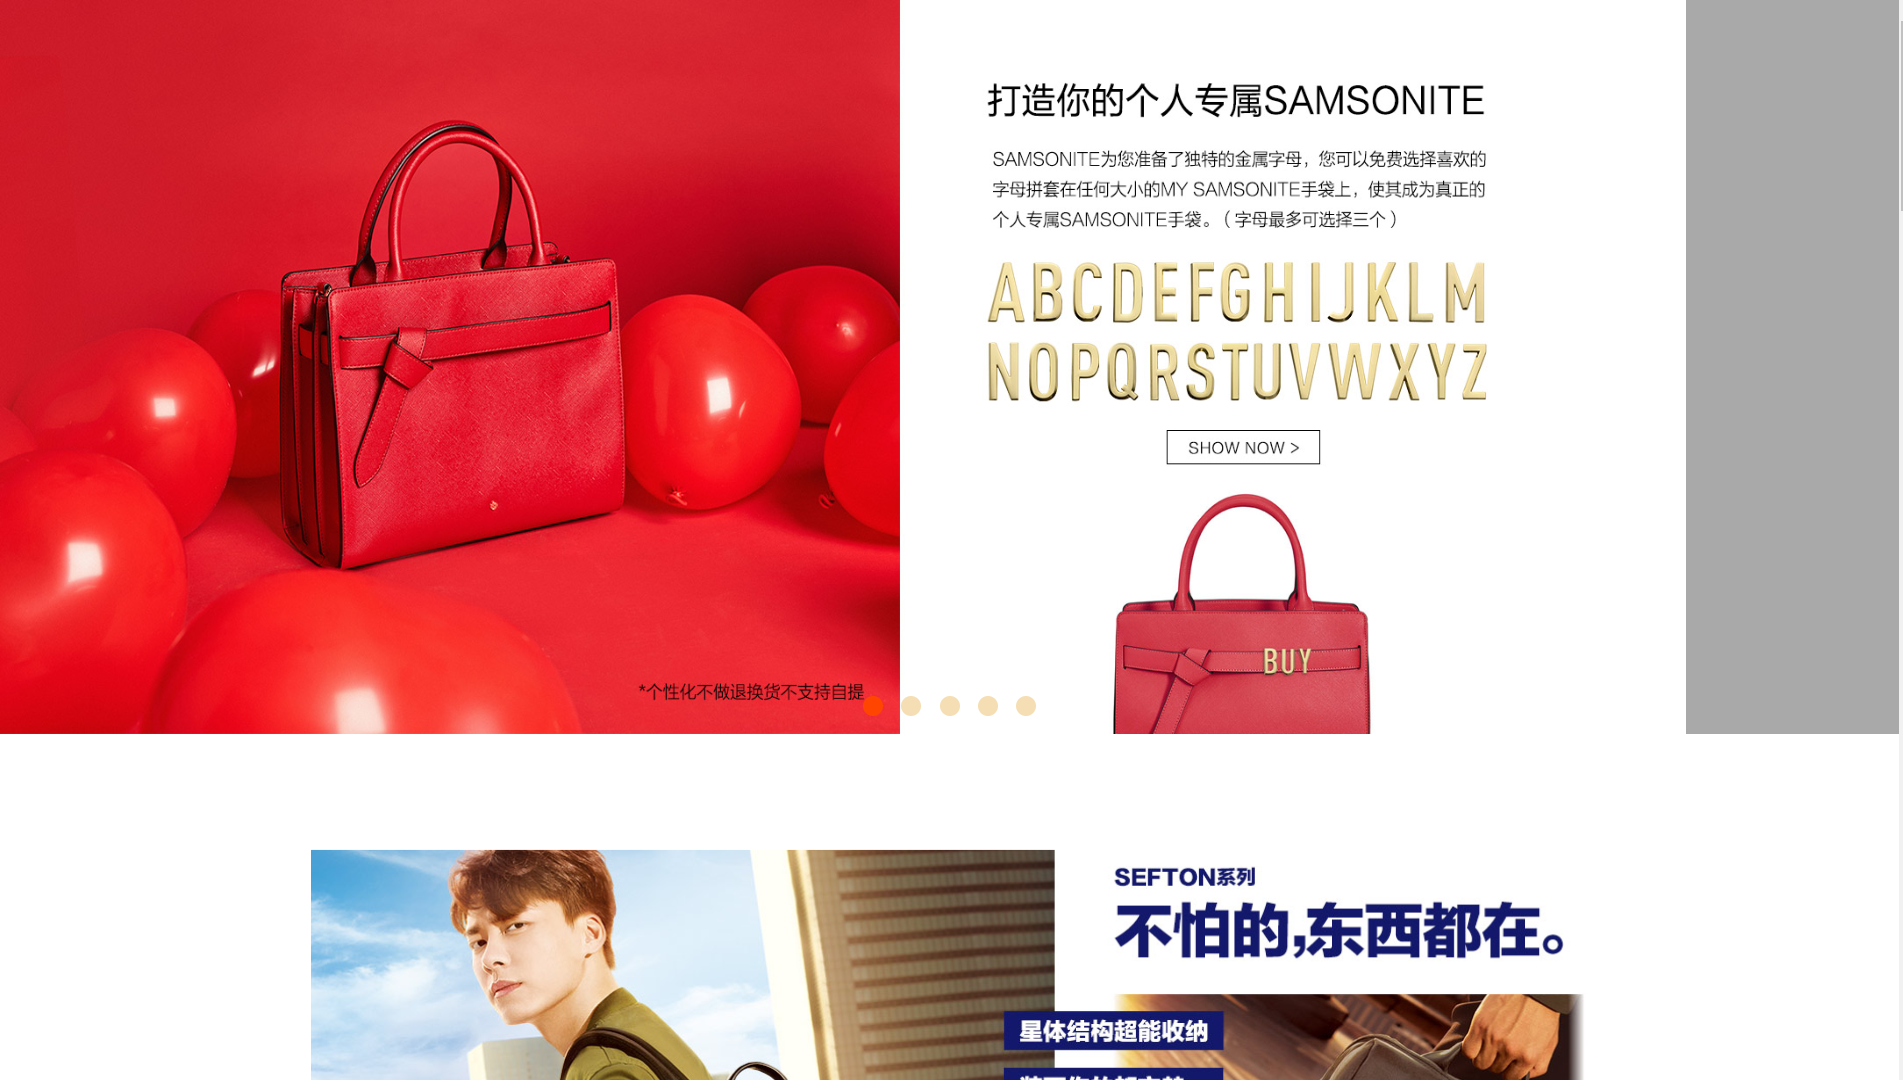 打造你的个人专属SAMSONITE
SAMSONITE为您准备了独特的金属字母，您可以免费选择喜欢的
字母拼套在任何大小的MY SAMSONITE手袋上，使其成为真正的
个人专属SAMSONITE手袋。（ 字母最多可选择三个 ）
ABCDEFGHIJKLM
NOPQRSTUVWXYZ
SHOW NOW >
BUY
*个性化不做退换货不支持自提
SEFTON系列
不怕的,东西都在。
星体结构超能收纳